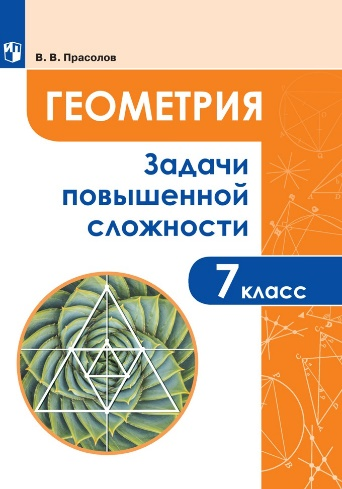 В. В. Прасолов
ГЕОМЕТРИЯ
Задачи
повышенной
сложности
7 класс